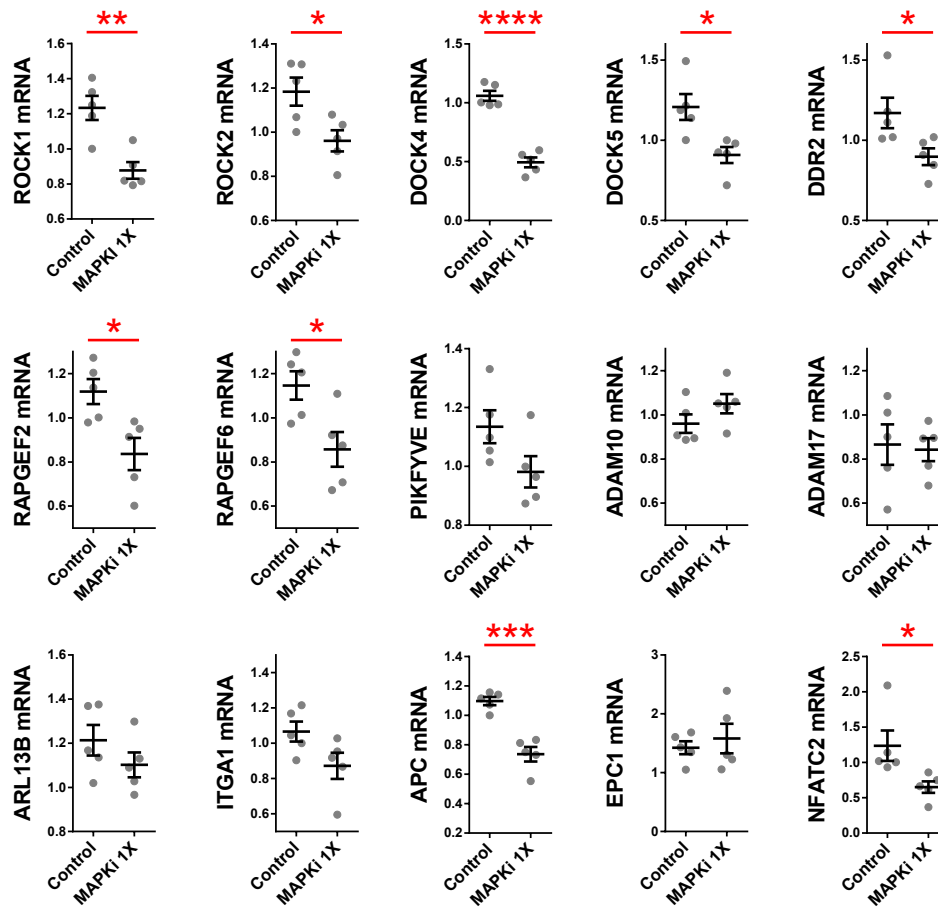 ** * **** * *
ROCK1 mRNA
1.6
1.4
1.2
1.0
0.8
0.6
Control
MAPKi 1X
ROCK2 mRNA
1.4
1.2
1.0
0.8
0.6
Control
MAPKi 1X
DOCK4 mRNA
1.5
1.0
0.5
0.0
Control
MAPKi 1X
DOCK5 mRNA
1.5
1.0
0.5
Control
MAPKi 1X
DDR2 mRNA
1.5
1.0
0.5
Control
MAPKi 1X
*
RAPGEF2 mRNA
1.2
1.0
0.8
0.6
Control
MAPKi 1X
*
RAPGEF6 mRNA
1.2
1.0
0.8
0.6
Control
MAPKi 1X
PIKFYVE mRNA
1.4
1.2
1.0
0.8
Control
MAPKi 1X
ADAM10 mRNA
1.2
1.0
0.8
0.6
Control
MAPKi 1X
ADAM17 mRNA
1.2
1.0
0.8
0.6
Control
MAPKi 1X
ARL13B mRNA
1.6
1.4
1.2
1.0
0.8
Control
MAPKi 1X
ITGA1 mRNA
1.4
1.2
1.0
0.8
0.6
Control
MAPKi 1X
***
APC mRNA
1.4
1.2
1.0
0.8
0.6
0.4
0.2
Control
MAPKi 1X
EPC1 mRNA
3
2
1
0
Control
MAPKi 1X
*
NFATC2 mRNA
2.5
2.0
1.5
1.0
0.5
0.0
Control
MAPKi 1X